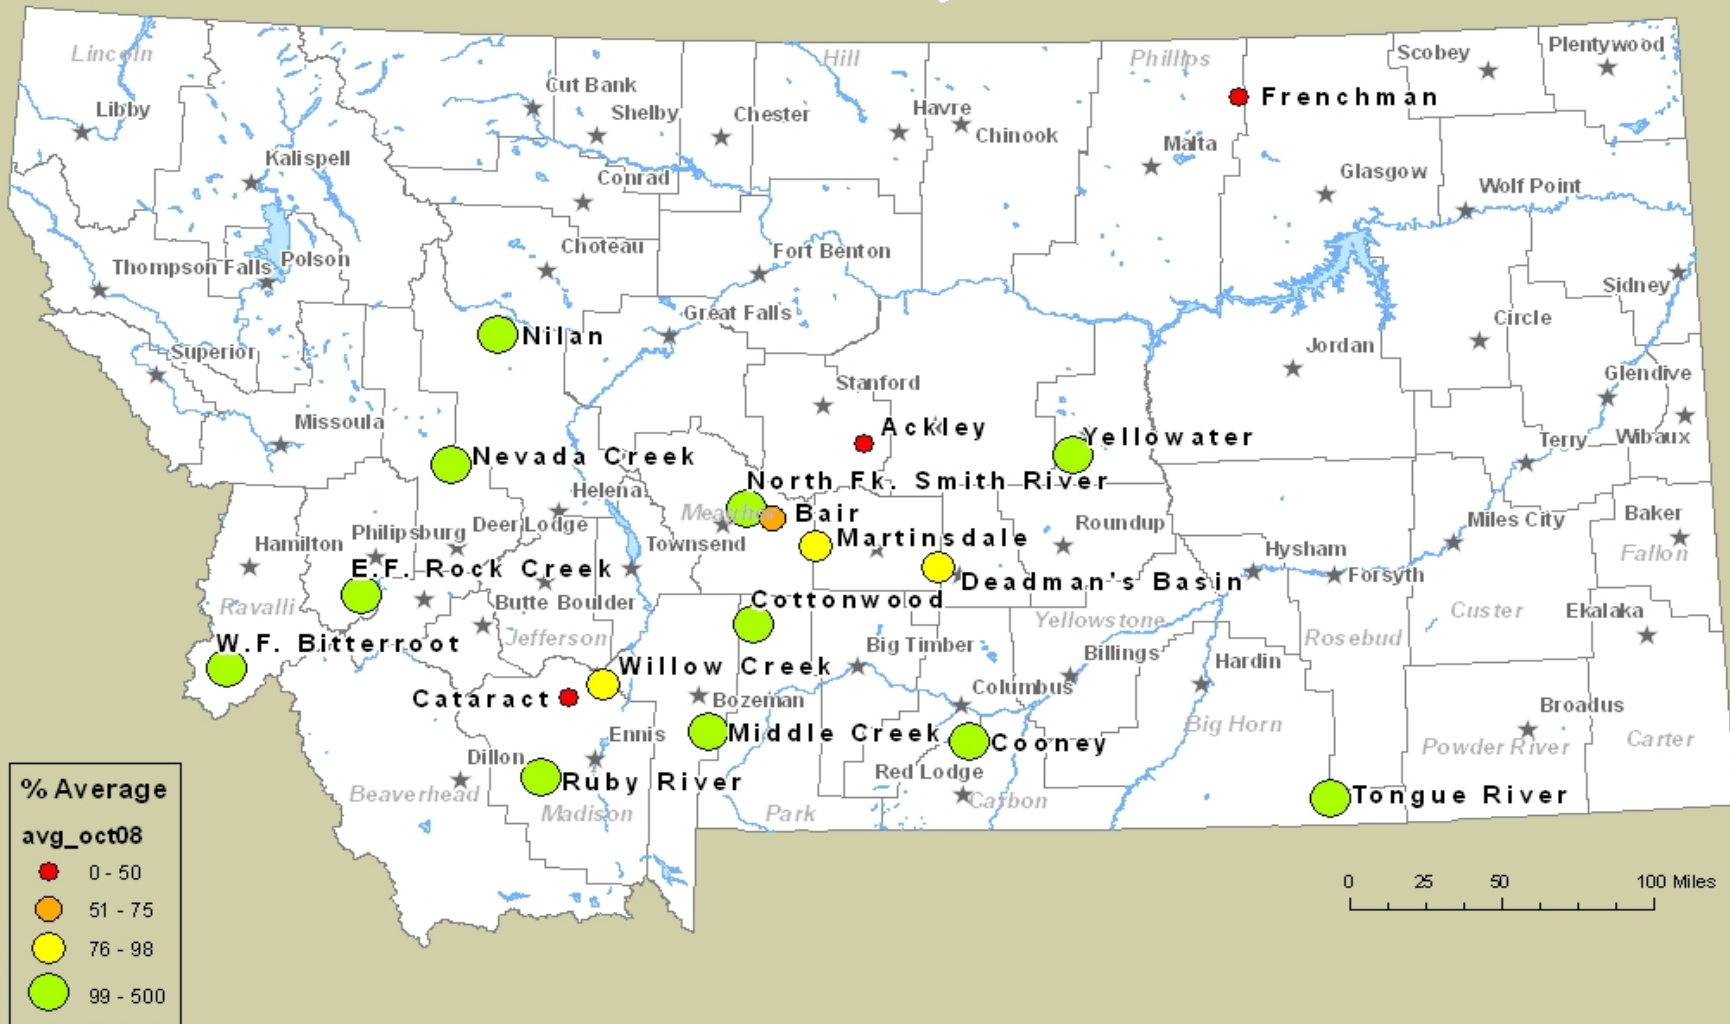 Lincoln
Hill
Phillips
Scobey
Plentywood
Libby
Cut Bank
Shelby
Chester
Havre
Chinook
Frenchman
Malta
Kalispell
Conrad
Glasgow
Wolf Point
Choteau
Fort Benton
Thompson Falls
Polson
Sidney
Great Falls
Circle
Nilan
Jordan
Superior
Stanford
Glendive
Missoula
Ackley
Yellowater
Terry
Wibaux
Nevada Creek
North Fk. Smith River
Helena
Meagher
Bair
Miles City
Baker
Philipsburg
Deer Lodge
Roundup
Hamilton
Townsend
Martinsdale
Hysham
Fallon
E.F. Rock Creek
Deadman's Basin
Forsyth
Ravalli
Butte
Boulder
Cottonwood
Yellowstone
Custer
Ekalaka
W.F. Bitterroot
Jefferson
Big Timber
Rosebud
Willow Creek
Billings
Hardin
Cataract
Bozeman
Columbus
Broadus
Ennis
Middle Creek
Cooney
Big Horn
Powder River
Carter
Dillon
Ruby River
Red Lodge
Beaverhead
Madison
Park
Carbon
Tongue River
% Average
avg_oct08
0 - 50
51 - 75
76 - 98
99 - 500
0 25 50 100 Miles